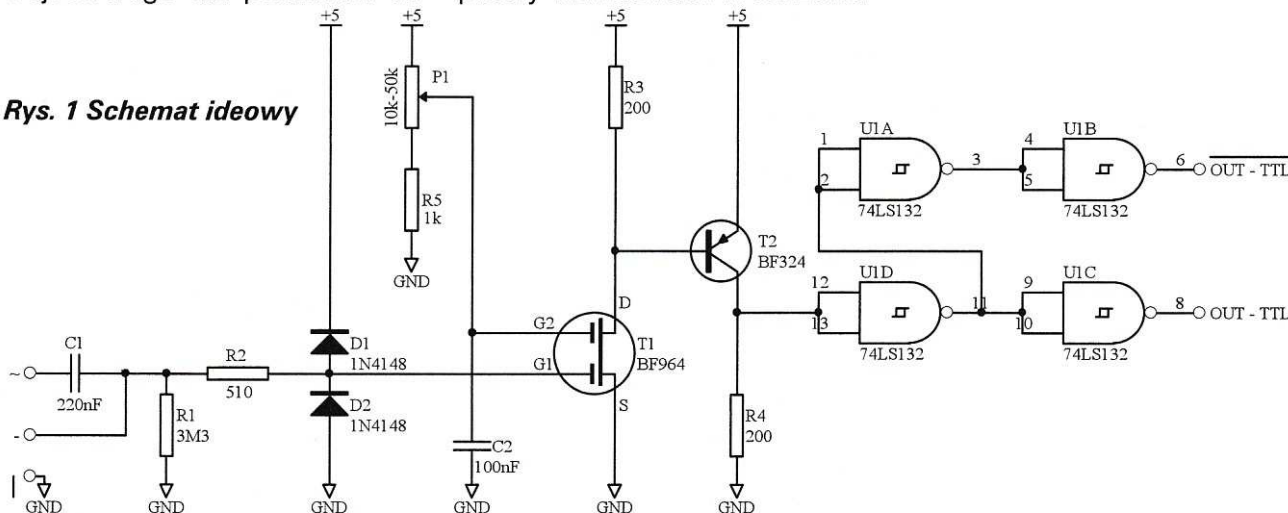 +5 +5 +5 +5
Rys. 1 Schemat ideowy
10k-50k P1
R3
200
R5
1k
GND
U1A
1
2
3
74LS132
U1B
4
5
6
OUT - TTL
74LS132
T2
BF324
U1D
12
13
11
74LS132
U1C
9
10
8
OUT - TTL
74LS132
D
G2
G1
T1
BF964
S
D1
1N4148
D2
1N4148
~
C1
220nF
R2
510
-
R1
3M3
C2
100nF
R4
200
GND GND GND GND GND GND